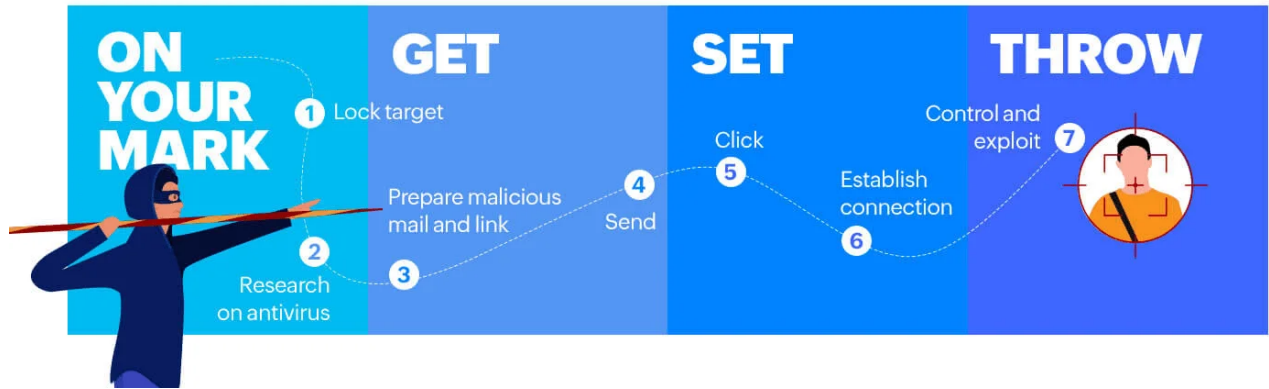 ON
YOUR
MARK
1 Lock target
2
Research
on antivirus
GET
Prepare malicious
mail and link
3
4
Send
SET
Click
5
Establish
connection
6
THROW
Control and
exploit
7